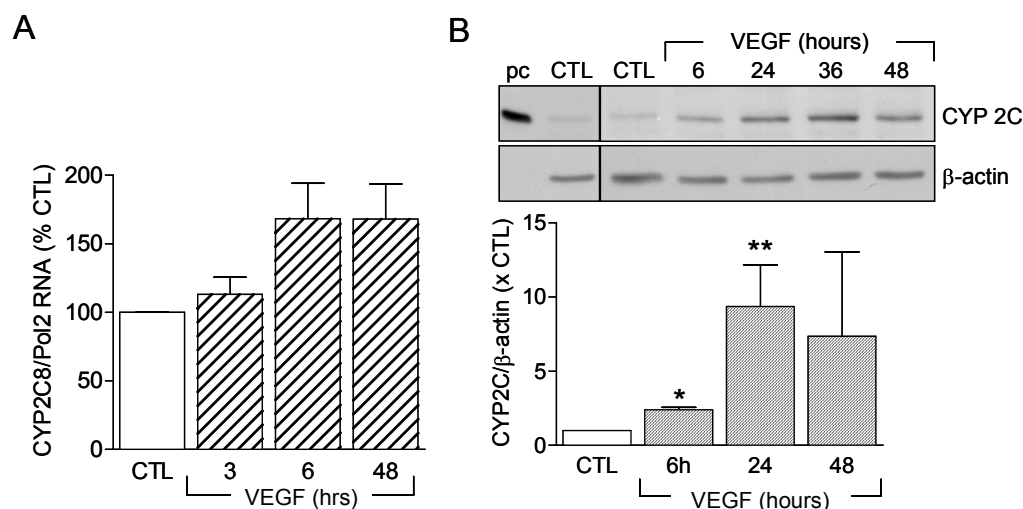 A
CYP2C8/Pol2 RNA (% CTL)
200
150
100
50
0
CTL 3 6 48
VEGF (hrs)
B
VEGF (hours)
pc CTL CTL 6 24 36 48
CYP 2C
β-actin
CYP2C/β-actin (x CTL)
15
10
5
0
*
**
CTL 6h 24 48
VEGF (hours)